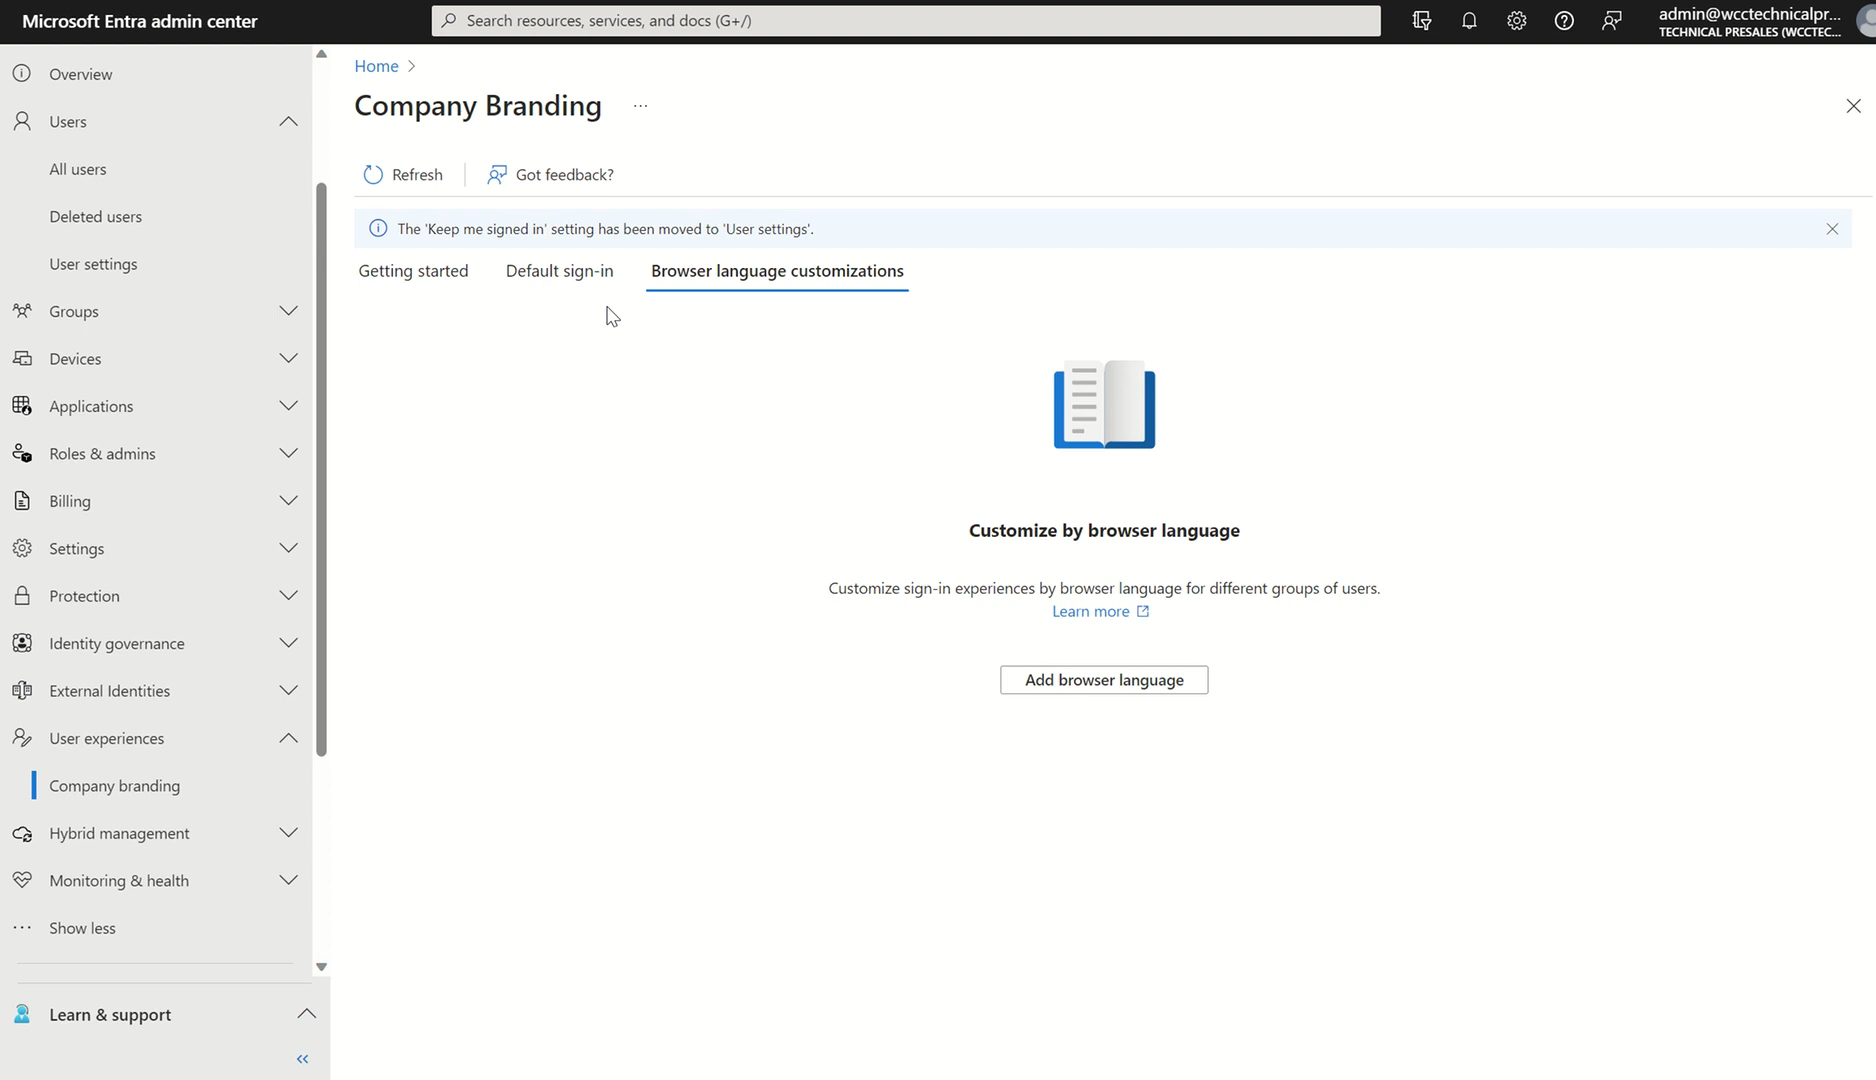 Microsoft Entra admin center
Search resources, services, and docs (G+/)
admin@wcctechnicalpr...
TECHNICAL PRESALES (WCCTEC...
Overview
Users
All users
Deleted users
User settings
Groups
Devices
Applications
Roles & admins
Billing
Settings
Protection
Identity governance
External Identities
User experiences
Company branding
Hybrid management
Monitoring & health
Show less
Learn & support
Home
Company Branding
Refresh
Got feedback?
The 'Keep me signed in' setting has been moved to 'User settings'.
Getting started
Default sign-in
Browser language customizations
Customize by browser language
Customize sign-in experiences by browser language for different groups of users.
Learn more
Add browser language